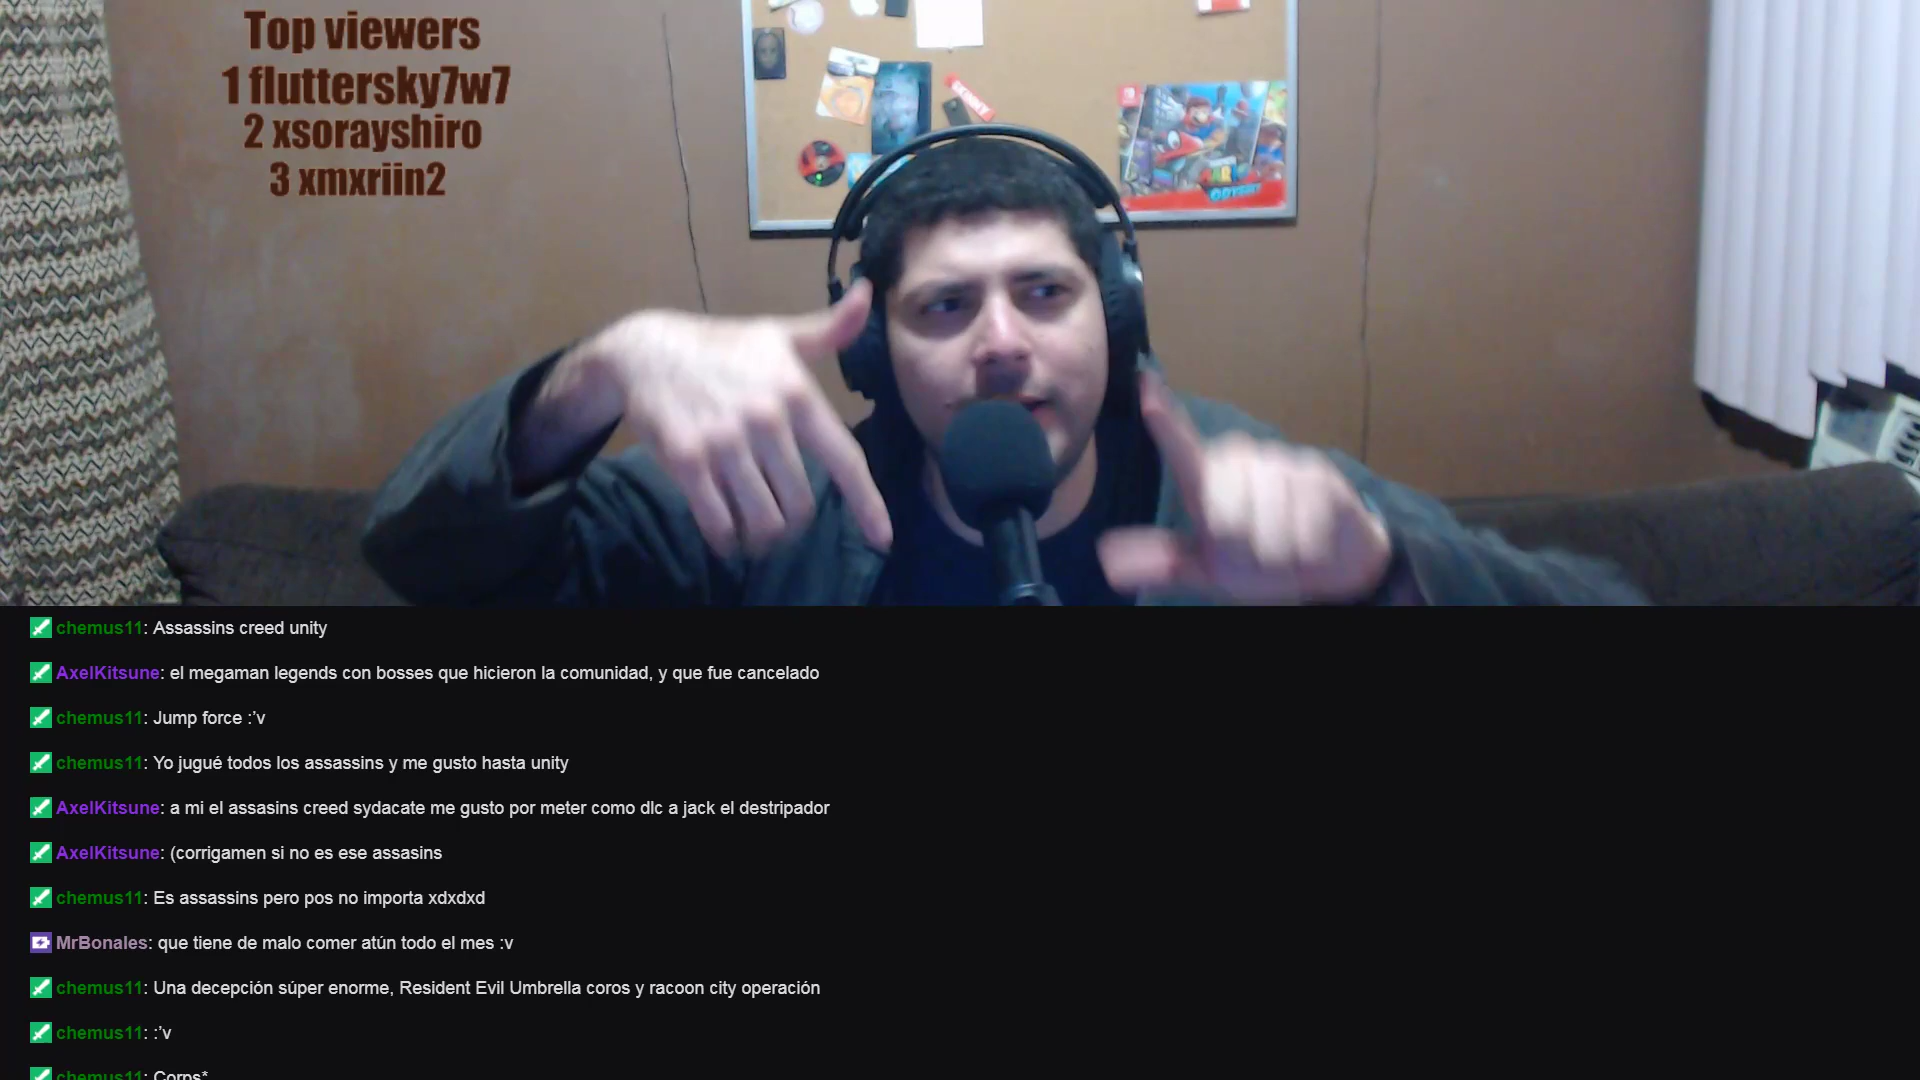 Top viewers
1 fluttersky7w7
2 xsorayshiro
3 xmxriin2
ODYSSEY
chemus11: Assassins creed unity
AxelKitsune: el megaman legends con bosses que hicieron la comunidad, y que fue cancelado
chemus11: Jump force :'v
chemus11: Yo jugué todos los assassins y me gusto hasta unity
AxelKitsune: a mi el assasins creed sydacate me gusto por meter como dlc a jack el destripador
AxelKitsune: (corrigamen si no es ese assasins
chemus11: Es assassins pero pos no importa xdxdxd
MrBonales: que tiene de malo comer atún todo el mes :v
chemus11: Una decepción súper enorme, Resident Evil Umbrella coros y racoon city operación
chemus11: :'v
chemus11: Corps*